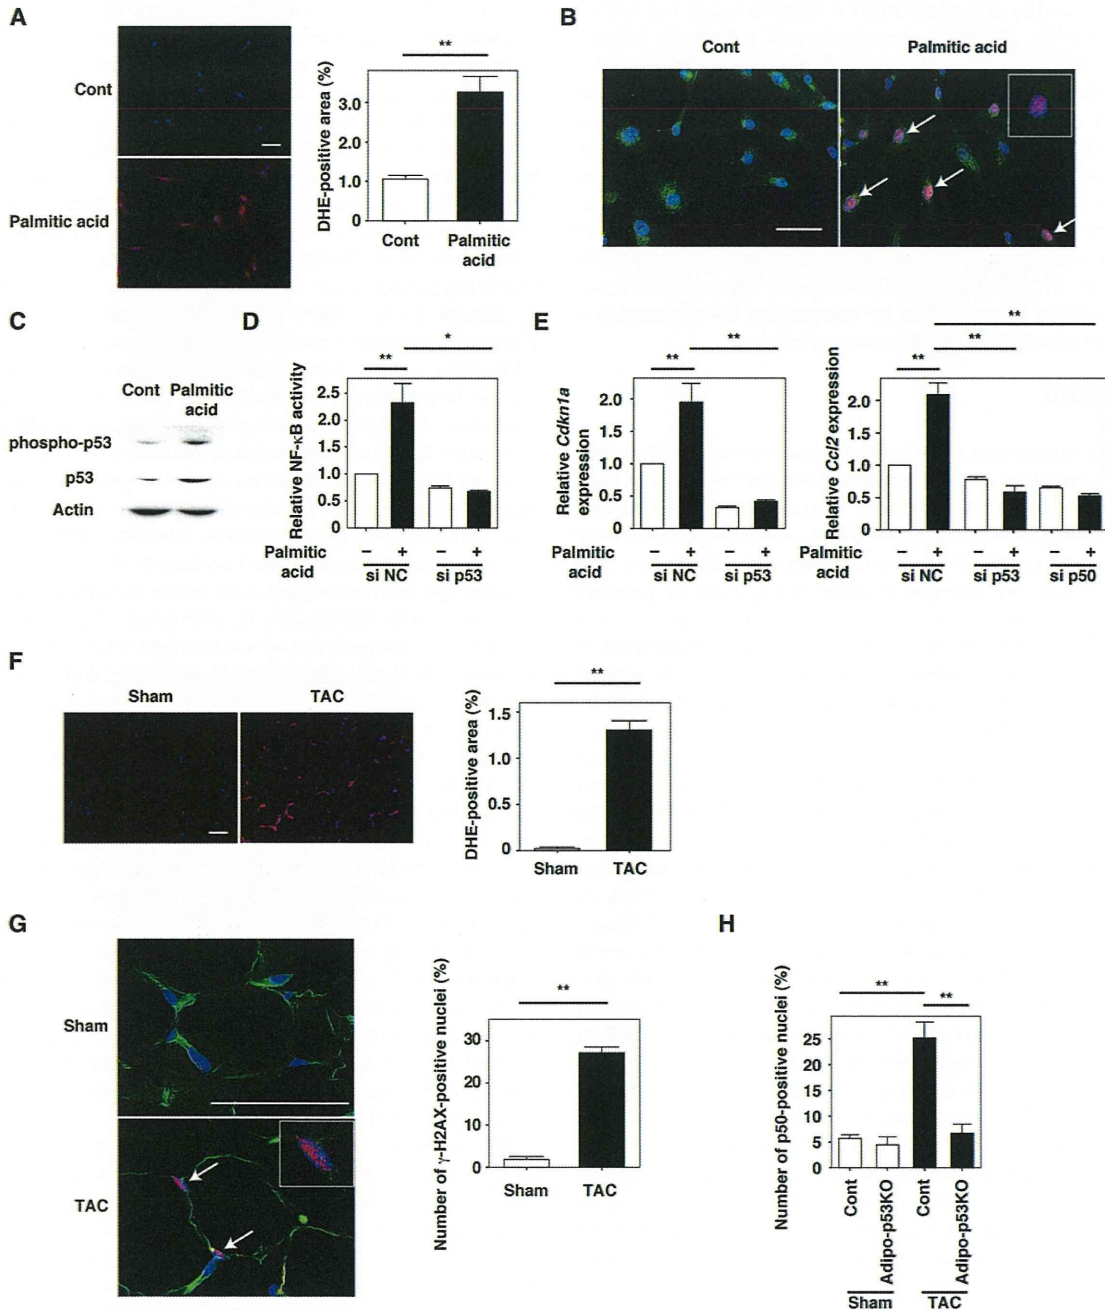 A
Cont
Palmitic acid
DHE-positive area (%)
**
3.0
2.0
1.0
0
Cont
Palmitic
acid
B
Cont
Palmitic acid
C
Cont
Palmitic
acid
phospho-p53
p53
Actin
D
Relative NF-κB activity
**
*
2.5
2.0
1.5
1.0
0.5
0
Palmitic
acid
–
+
–
+
si NC
si p53
E
Relative Cdkn1a
expression
**
**
2.0
1.5
1.0
0.5
0
Palmitic
acid
–
+
–
+
si NC
si p53
Relative Ccl2 expression
**
**
**
2.0
1.5
1.0
0.5
0
Palmitic
acid
–
+
–
+
–
+
si NC
si p53
si p50
F
Sham
TAC
DHE-positive area (%)
**
1.5
1.0
0.5
0
Sham
TAC
G
Sham
TAC
Number of γ-H2AX-positive nuclei (%)
**
30
20
10
0
Sham
TAC
H
Number of p50-positive nuclei (%)
**
**
25
20
15
10
5
0
Cont
Adipo-p53KO
Cont
Adipo-p53KO
Sham
TAC